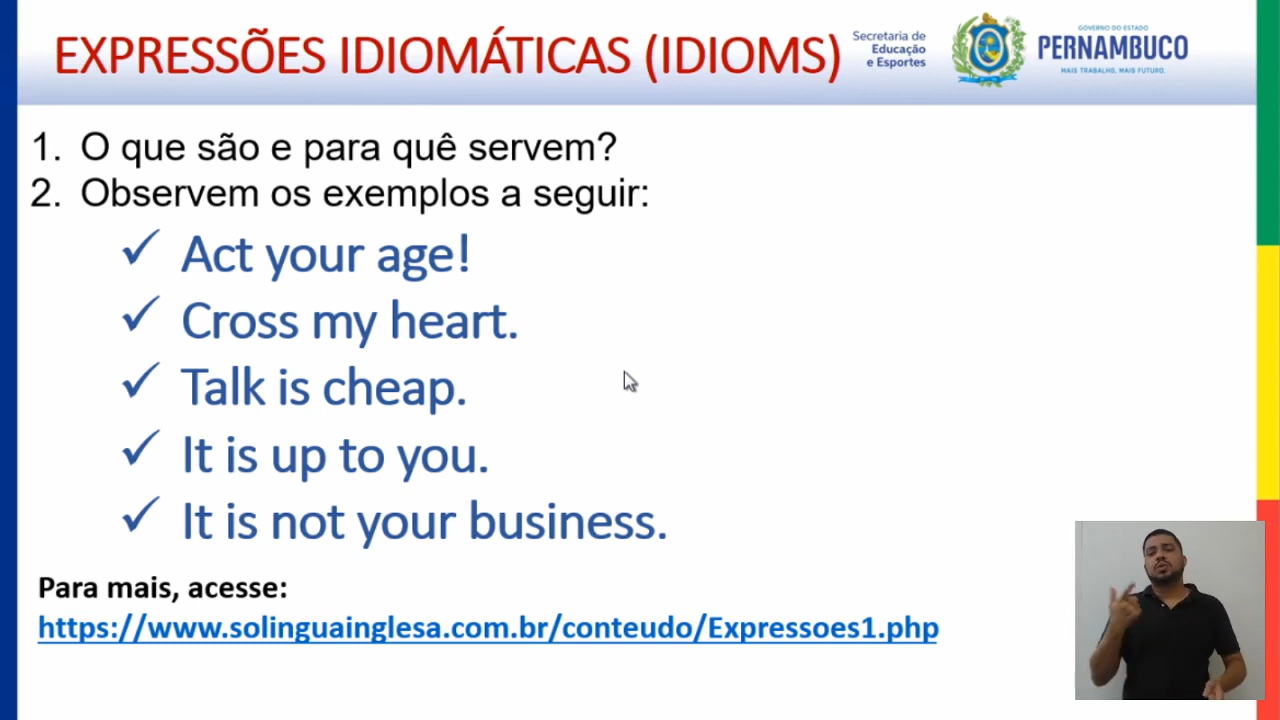 EXPRESSÕES IDIOMÁTICAS (IDIOMS)
Secretaria de
Educação
e Esportes
GOVERNO DO ESTADO
PERNAMBUCO
MAIS TRABALHO, MAIS FUTURO.
1. O que são e para quê servem?
2. Observem os exemplos a seguir:
✓ Act your age!
✓ Cross my heart.
✓ Talk is cheap.
✓ It is up to you.
✓ It is not your business.
Para mais, acesse:
https://www.solinguainglesa.com.br/conteudo/Expressoes1.php